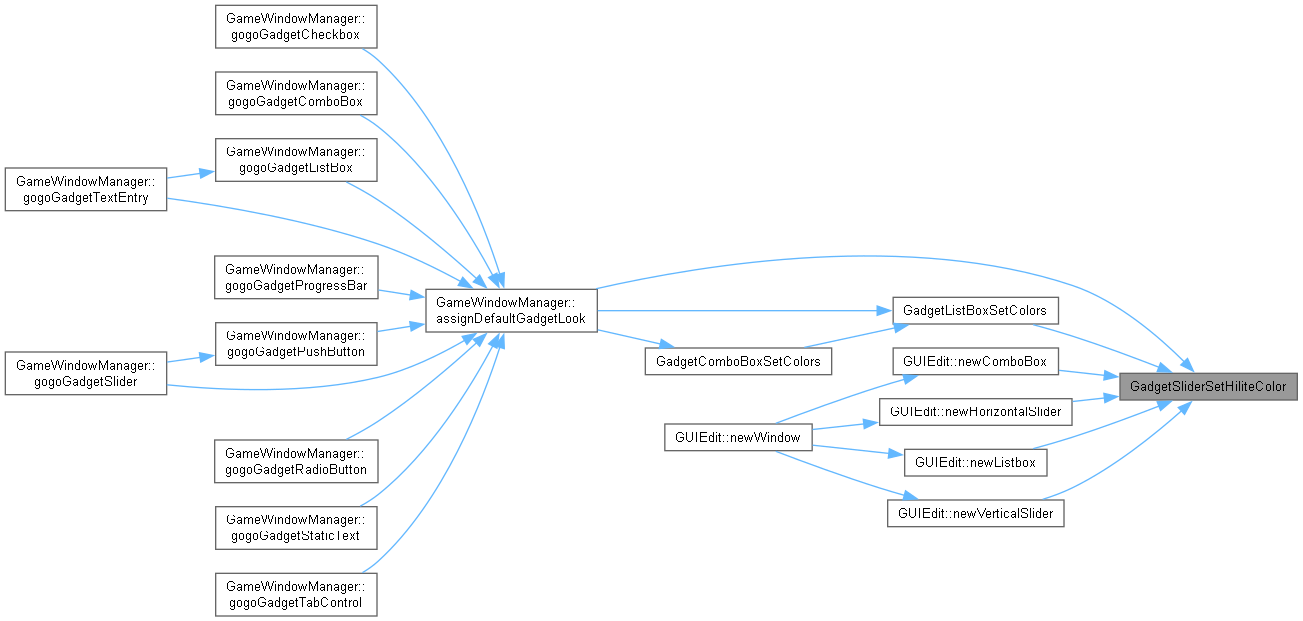 GameWindowManager::
gogoGadgetCheckbox
GameWindowManager::
gogoGadgetComboBox
GameWindowManager::
gogoGadgetListBox
GameWindowManager::
gogoGadgetTextEntry
GameWindowManager::
gogoGadgetProgressBar
GameWindowManager::
assignDefaultGadgetLook
GadgetListBoxSetColors
GameWindowManager::
gogoGadgetPushButton
GadgetComboBoxSetColors
GUIEdit::newComboBox
GameWindowManager::
gogoGadgetSlider
GadgetSliderSetHiliteColor
GUIEdit::newHorizontalSlider
GUIEdit::newWindow
GameWindowManager::
gogoGadgetRadioButton
GUIEdit::newListbox
GUIEdit::newVerticalSlider
GameWindowManager::
gogoGadgetStaticText
GameWindowManager::
gogoGadgetTabControl